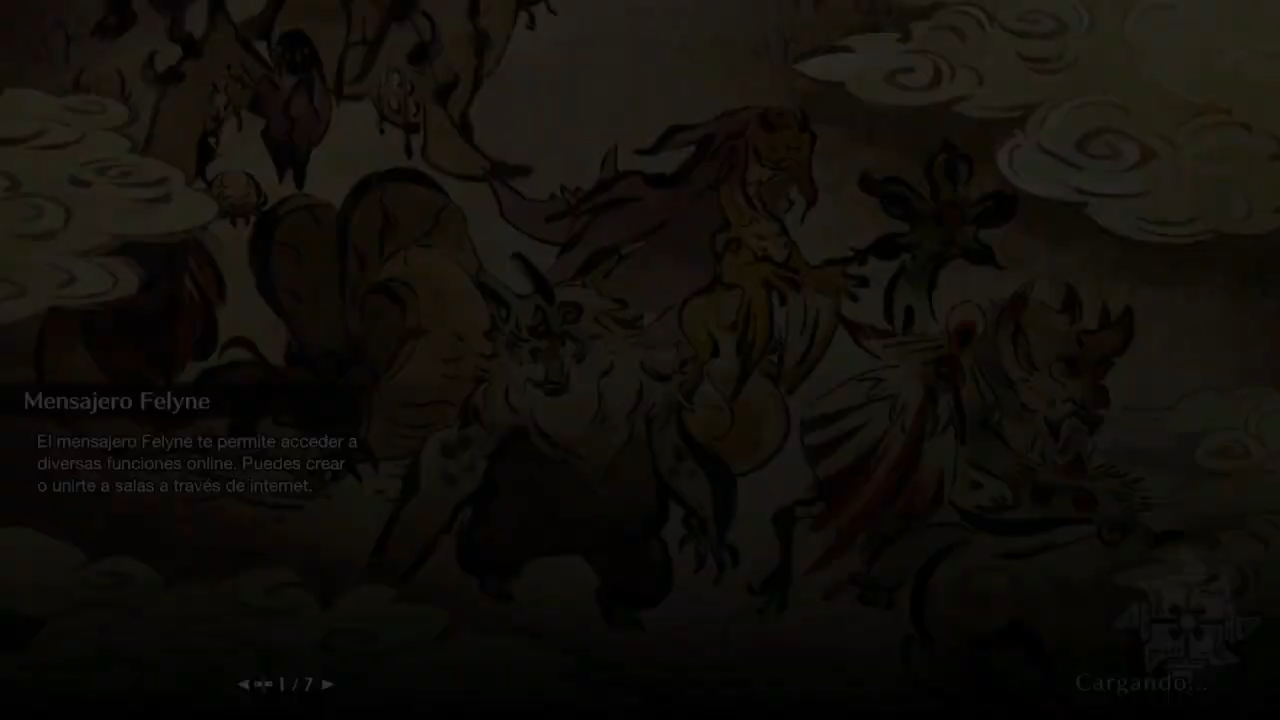 Mensajero Felyne
El mensajero Felyne te permite acceder a
diversas funciones online. Puedes crear
o unirte a salas a través de internet.
1 / 7
Cargando...